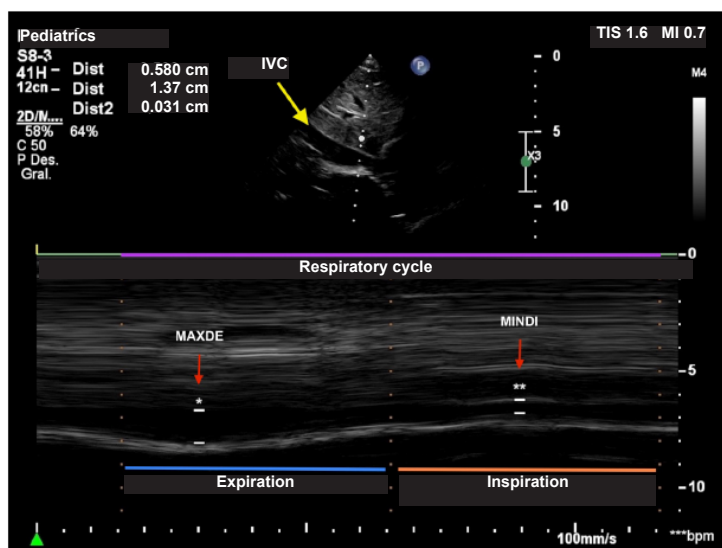 Pediatrícs
TIS 1.6 MI 0.7
S8-3
41H
12cn
Dist 0.580 cm
Dist 1.37 cm
Dist2 0.031 cm
2D/M....
58% 64%
C 50
P Des.
Gral.
IVC
P
M4
0
5
X3
10
0
Respiratory cycle
MAXDE
MINDI
5
*
**
Expiration
Inspiration
10
100mm/s
***bpm